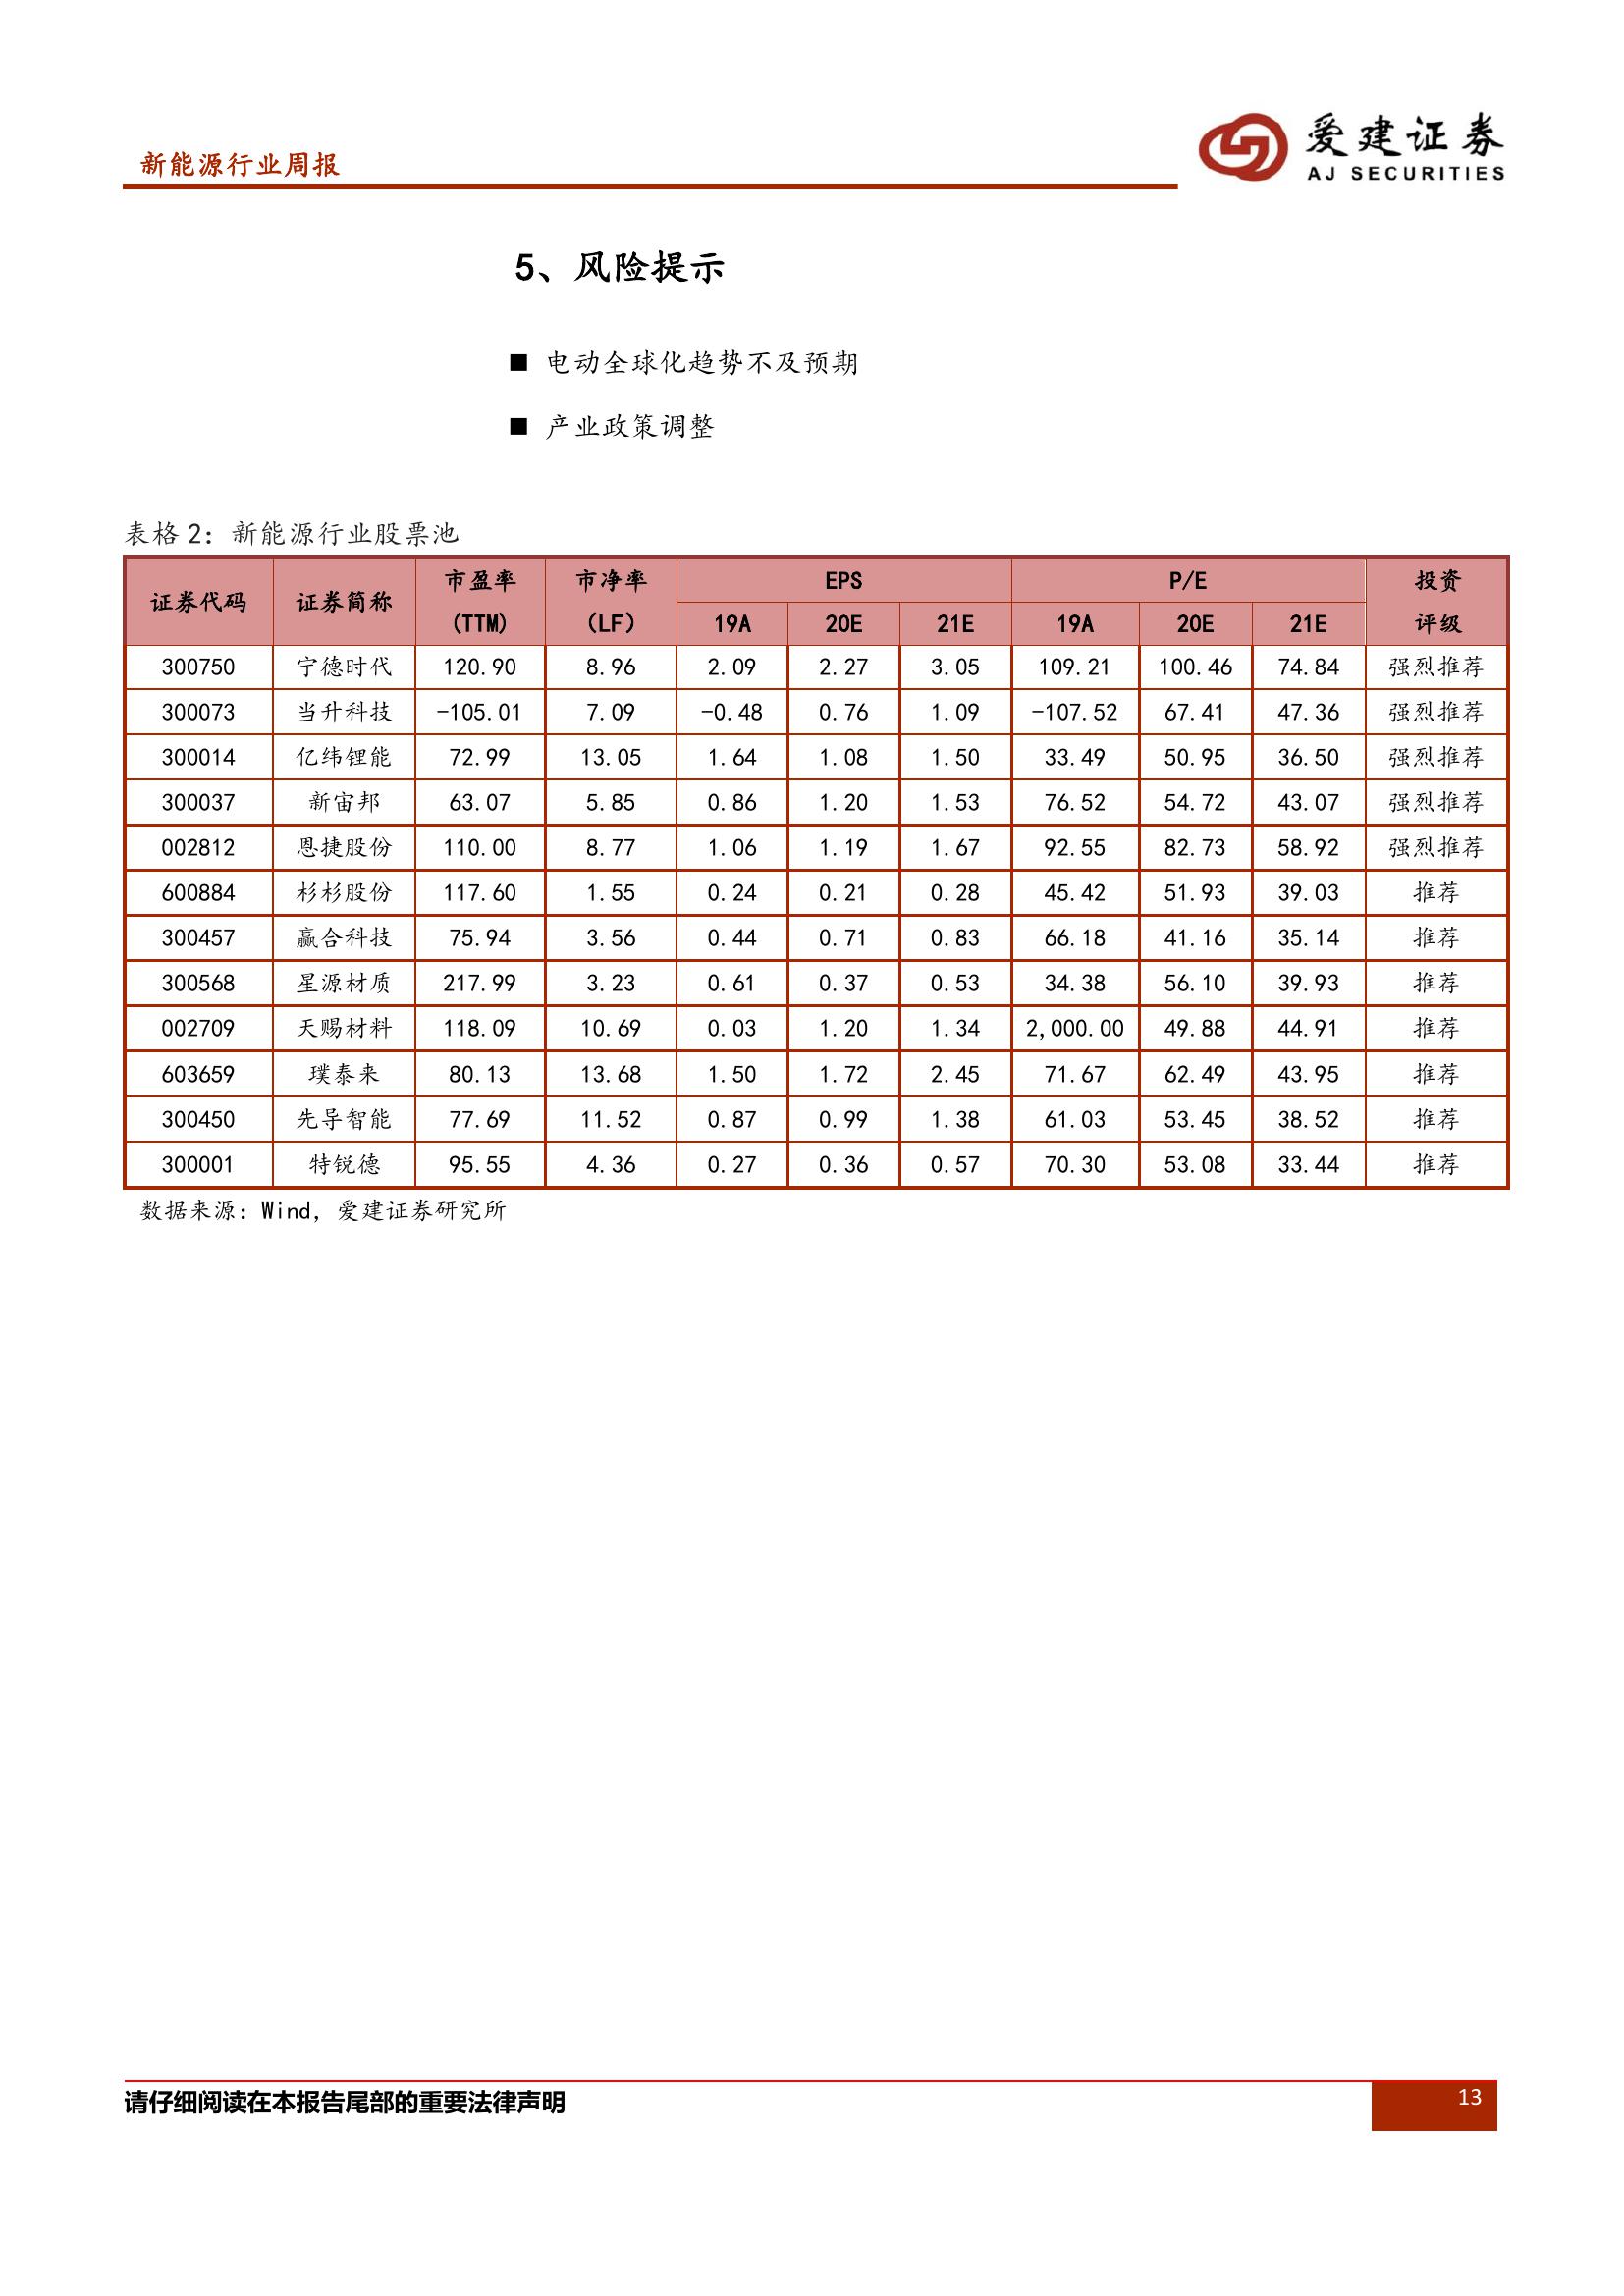 新能源行业周报
爱建证券
AJ SECURITIES
5、风险提示
■ 电动全球化趋势不及预期
■ 产业政策调整
表格 2：新能源行业股票池
证券代码 证券简称 市盈率(TTM) 市净率（LF） EPS P/E 投资评级
19A 20E 21E 19A 20E 21E
300750 宁德时代 120.90 8.96 2.09 2.27 3.05 109.21 100.46 74.84 强烈推荐
300073 当升科技 -105.01 7.09 -0.48 0.76 1.09 -107.52 67.41 47.36 强烈推荐
300014 亿纬锂能 72.99 13.05 1.64 1.08 1.50 33.49 50.95 36.50 强烈推荐
300037 新宙邦 63.07 5.85 0.86 1.20 1.53 76.52 54.72 43.07 强烈推荐
002812 恩捷股份 110.00 8.77 1.06 1.19 1.67 92.55 82.73 58.92 强烈推荐
600884 杉杉股份 117.60 1.55 0.24 0.21 0.28 45.42 51.93 39.03 推荐
300457 赢合科技 75.94 3.56 0.44 0.71 0.83 66.18 41.16 35.14 推荐
300568 星源材质 217.99 3.23 0.61 0.37 0.53 34.38 56.10 39.93 推荐
002709 天赐材料 118.09 10.69 0.03 1.20 1.34 2,000.00 49.88 44.91 推荐
603659 璞泰来 80.13 13.68 1.50 1.72 2.45 71.67 62.49 43.95 推荐
300450 先导智能 77.69 11.52 0.87 0.99 1.38 61.03 53.45 38.52 推荐
300001 特锐德 95.55 4.36 0.27 0.36 0.57 70.30 53.08 33.44 推荐
数据来源：Wind，爱建证券研究所
请仔细阅读在本报告尾部的重要法律声明
13